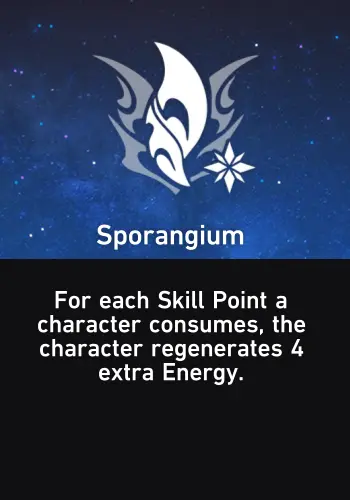 Sporangium
For each Skill Point a
character consumes, the
character regenerates 4
extra Energy.